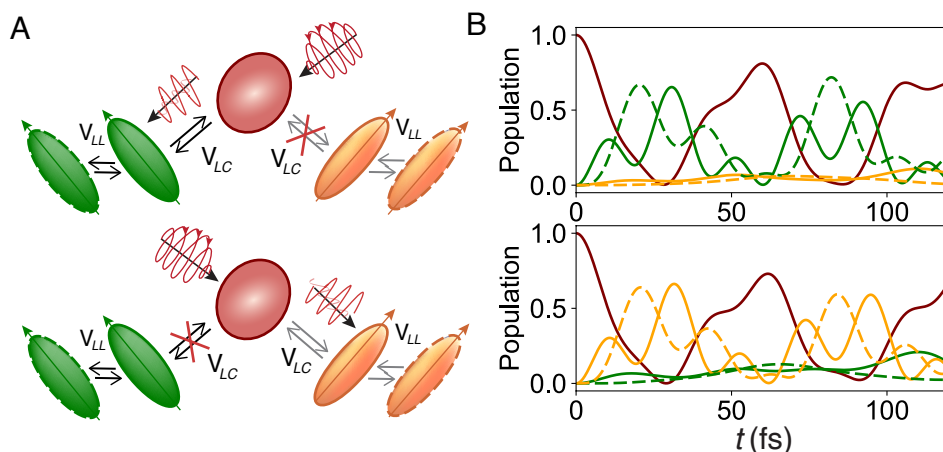 A
V_LL
V_LC
V_LC
V_LL
V_LL
V_LC
V_LC
V_LL
B
Population
1.0
0.5
0.0
0
50
100
Population
1.0
0.5
0.0
0
50
100
t (fs)